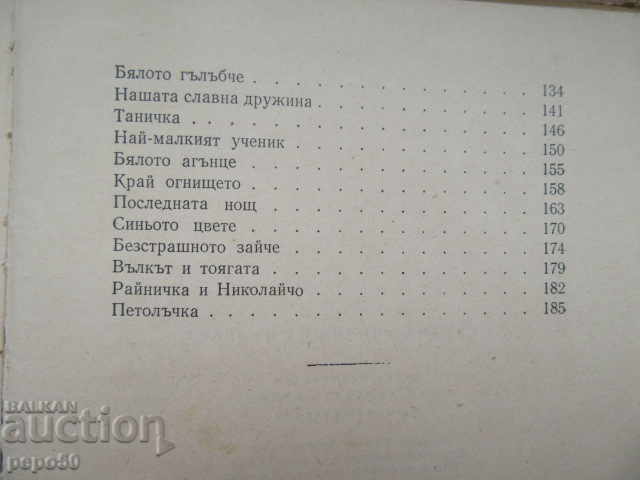 Бялото гълъбче . . . . . . . . . . . . . 134
Нашата славна дружина . . . . . . . . . . 141
Таничка . . . . . . . . . . . . . . . 146
Най-малкият ученик . . . . . . . . . . . 150
Бялото агънце . . . . . . . . . . . . . 155
Край огнището . . . . . . . . . . . . . 158
Последната нощ . . . . . . . . . . . . 163
Синьото цвете . . . . . . . . . . . . . 170
Безстрашното зайче . . . . . . . . . . . 174
Вълкът и тоягата . . . . . . . . . . . . 179
Райничка и Николайчо . . . . . . . . . . 182
Петолъчка . . . . . . . . . . . . . . 185
BALKAN
auction
pepo50